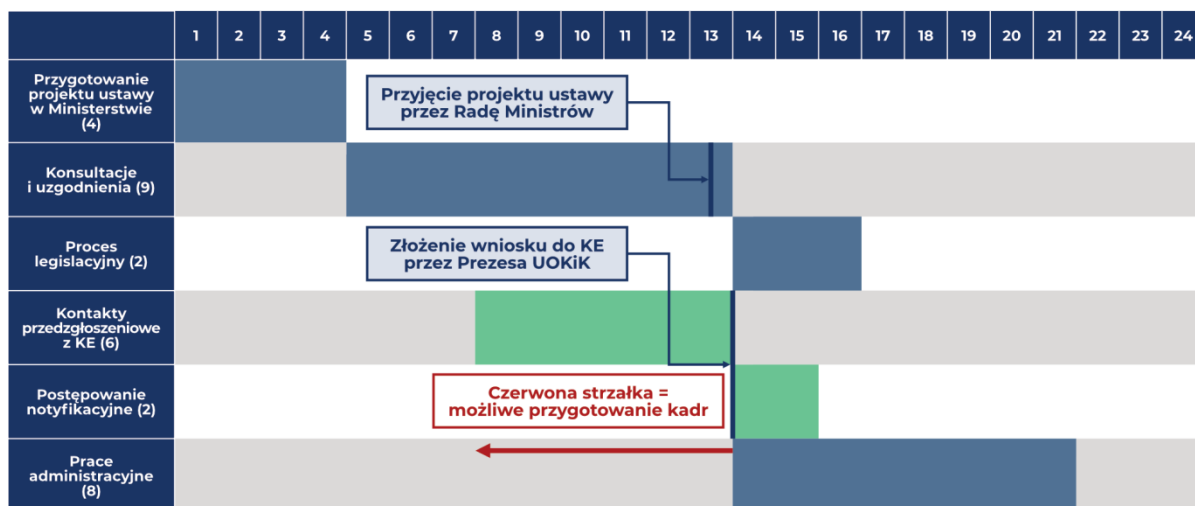 1 2 3 4 5 6 7 8 9 10 11 12 13 14 15 16 17 18 19 20 21 22 23 24
Przygotowanie
projektu ustawy
w Ministerstwie
(4)
Przyjęcie projektu ustawy
przez Radę Ministrów
Konsultacje
i uzgodnienia (9)
Proces
legislacyjny (2)
Złożenie wniosku do KE
przez Prezesa UOKiK
Kontakty
przedzgłoszeniowe
z KE (6)
Postępowanie
notyfikacyjne (2)
Czerwona strzałka =
możliwe przygotowanie kadr
Prace
administracyjne
(8)